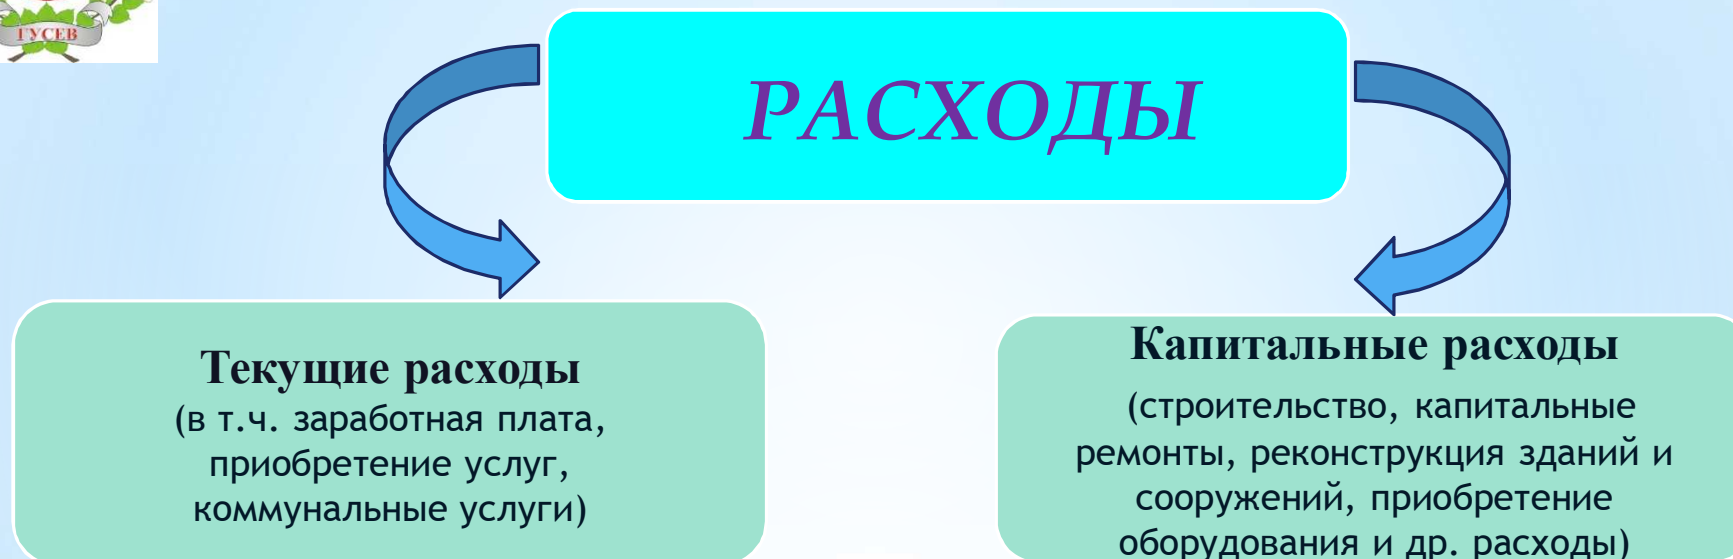 ГУСЕВ
РАСХОДЫ
Текущие расходы
(в т.ч. заработная плата,
приобретение услуг,
коммунальные услуги)
Капитальные расходы
(строительство, капитальные
ремонты, реконструкция зданий и
сооружений, приобретение
оборудования и др. расходы)